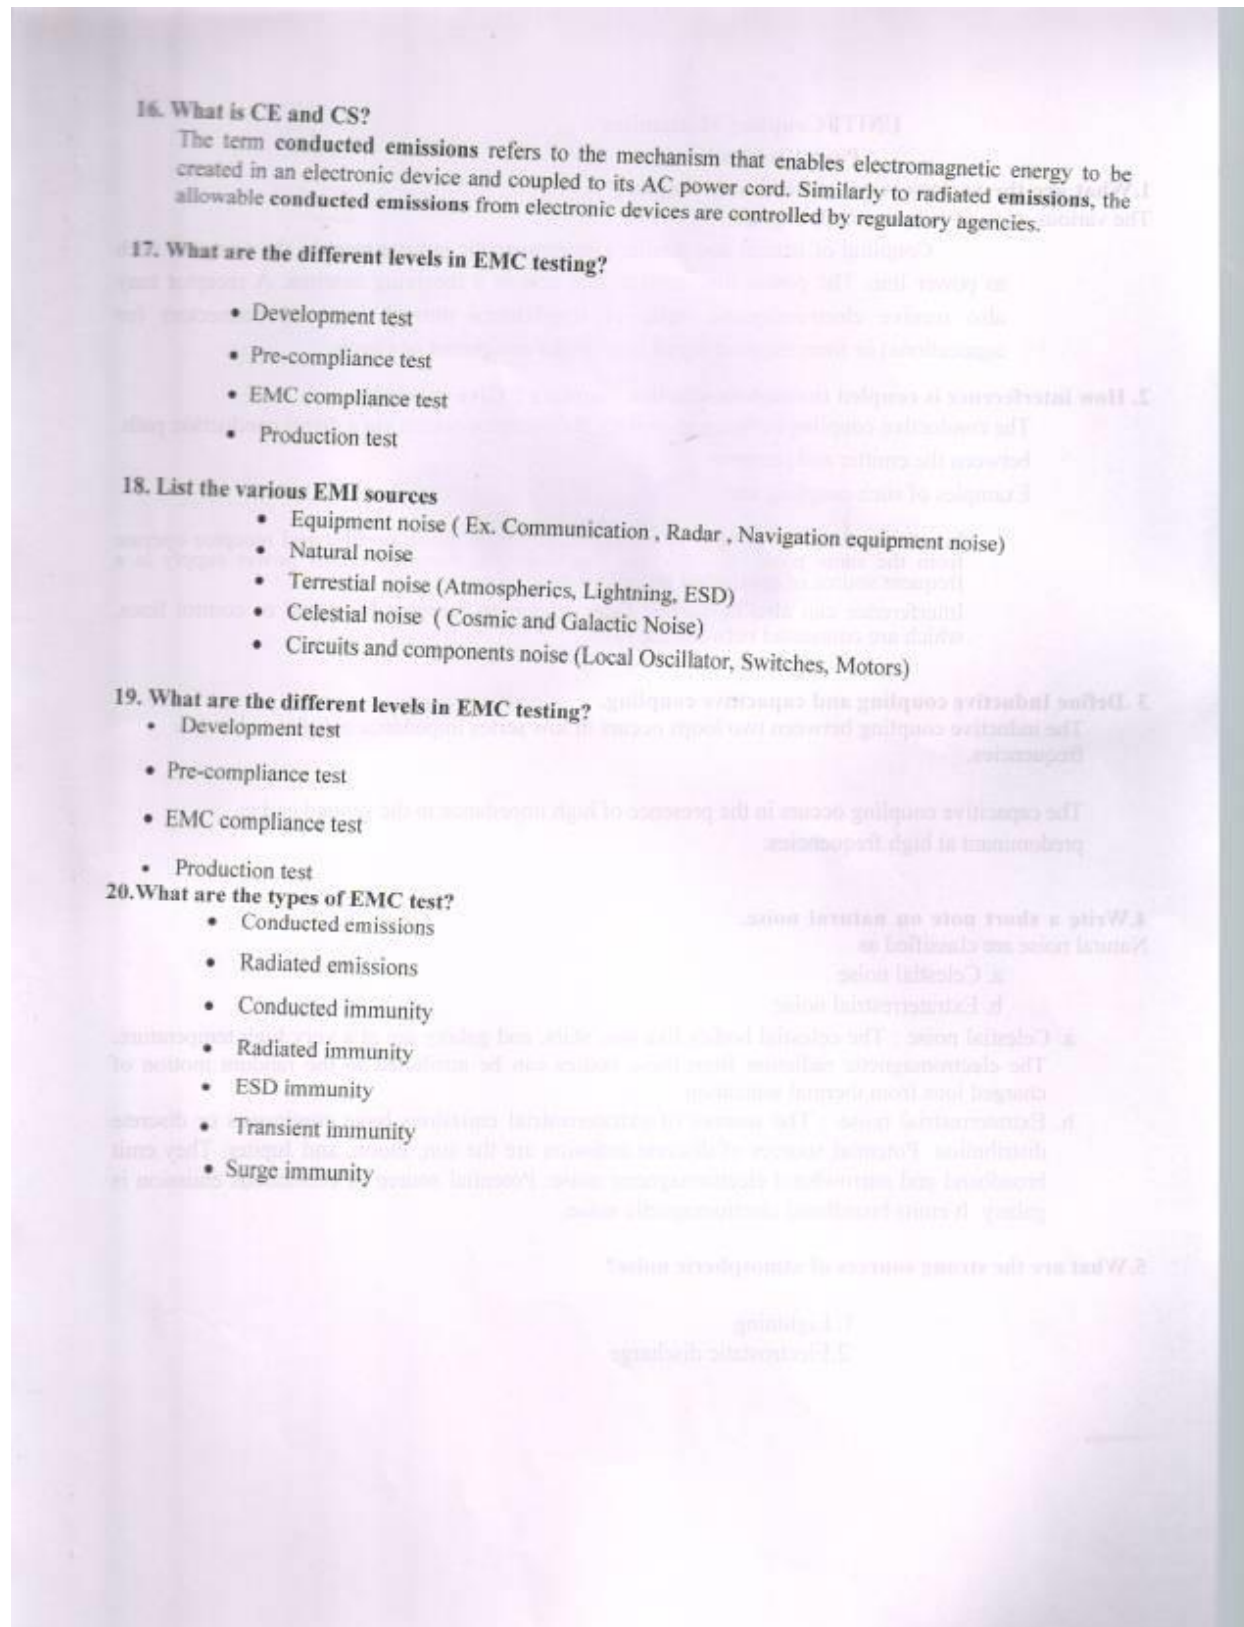 16. What is CE and CS?
The term conducted emissions refers to the mechanism that enables electromagnetic energy to be
created in an electronic device and coupled to its AC power cord. Similarly to radiated emissions, the
allowable conducted emissions from electronic devices are controlled by regulatory agencies.
17. What are the different levels in EMC testing?
• Development test
• Pre-compliance test
• EMC compliance test
• Production test
18. List the various EMI sources
• Equipment noise ( Ex. Communication , Radar , Navigation equipment noise)
• Natural noise
• Terrestial noise (Atmospherics, Lightning, ESD)
• Celestial noise ( Cosmic and Galactic Noise)
• Circuits and components noise (Local Oscillator, Switches, Motors)
19. What are the different levels in EMC testing?
• Development test
• Pre-compliance test
• EMC compliance test
• Production test
20.What are the types of EMC test?
• Conducted emissions
• Radiated emissions
• Conducted immunity
• Radiated immunity
• ESD immunity
• Transient immunity
• Surge immunity